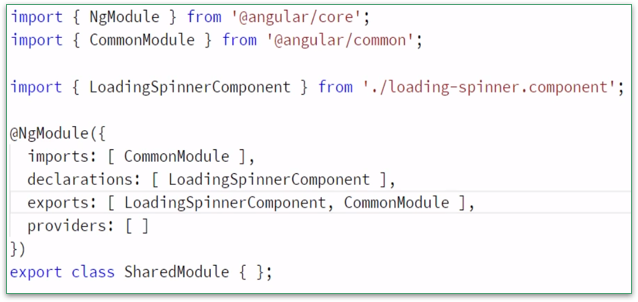 import { NgModule } from '@angular/core';
import { CommonModule } from '@angular/common';
import { LoadingSpinnerComponent } from './loading-spinner.component';
@NgModule({
  imports: [ CommonModule ],
  declarations: [ LoadingSpinnerComponent ],
  exports: [ LoadingSpinnerComponent, CommonModule ],
  providers: [ ]
})
export class SharedModule { };